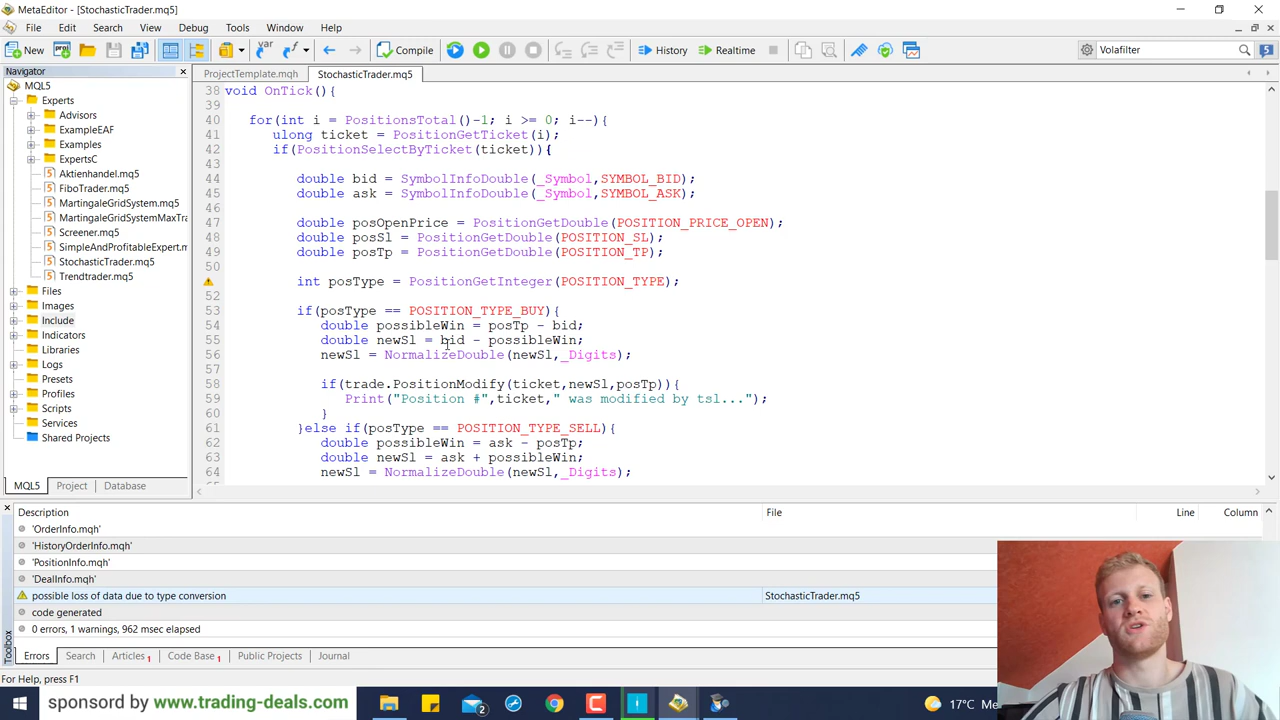 MetaEditor - [StochasticTrader.mq5]
File Edit Search View Debug Tools Window Help
New Compile History Realtime Volafilter 5
Navigator
ProjectTemplate.mqh StochasticTrader.mq5
MQL5
Experts
Advisors
ExampleEAF
Examples
ExpertsC
Aktienhandel.mq5
FiboTrader.mq5
MartingaleGridSystem.mq5
MartingaleGridSystemMaxTra
Screener.mq5
SimpleAndProfitableExpert.m
StochasticTrader.mq5
Trendtrader.mq5
Files
Images
Include
Indicators
Libraries
Logs
Presets
Profiles
Scripts
Services
Shared Projects
MQL5 Project Database
38 void OnTick(){
39
40 for(int i = PositionsTotal()-1; i >= 0; i--){
41 ulong ticket = PositionGetTicket(i);
42 if(PositionSelectByTicket(ticket)){
43
44 double bid = SymbolInfoDouble(_Symbol,SYMBOL_BID);
45 double ask = SymbolInfoDouble(_Symbol,SYMBOL_ASK);
46
47 double posOpenPrice = PositionGetDouble(POSITION_PRICE_OPEN);
48 double posSl = PositionGetDouble(POSITION_SL);
49 double posTp = PositionGetDouble(POSITION_TP);
50
51 int posType = PositionGetInteger(POSITION_TYPE);
52
53 if(posType == POSITION_TYPE_BUY){
54 double possibleWin = posTp - bid;
55 double newSl = bid - possibleWin;
56 newSl = NormalizeDouble(newSl,_Digits);
57
58 if(trade.PositionModify(ticket,newSl,posTp)){
59 Print("Position #",ticket," was modified by tsl...");
60 }
61 }else if(posType == POSITION_TYPE_SELL){
62 double possibleWin = ask - posTp;
63 double newSl = ask + possibleWin;
64 newSl = NormalizeDouble(newSl,_Digits);
Description File Line Column
'OrderInfo.mqh'
'HistoryOrderInfo.mqh'
'PositionInfo.mqh'
'DealInfo.mqh'
possible loss of data due to type conversion StochasticTrader.mq5
code generated
0 errors, 1 warnings, 962 msec elapsed
Toolbox
Errors Search Articles 1 Code Base 1 Public Projects Journal
For Help, press F1
sponsord by www.trading-deals.com 2 17°C Me